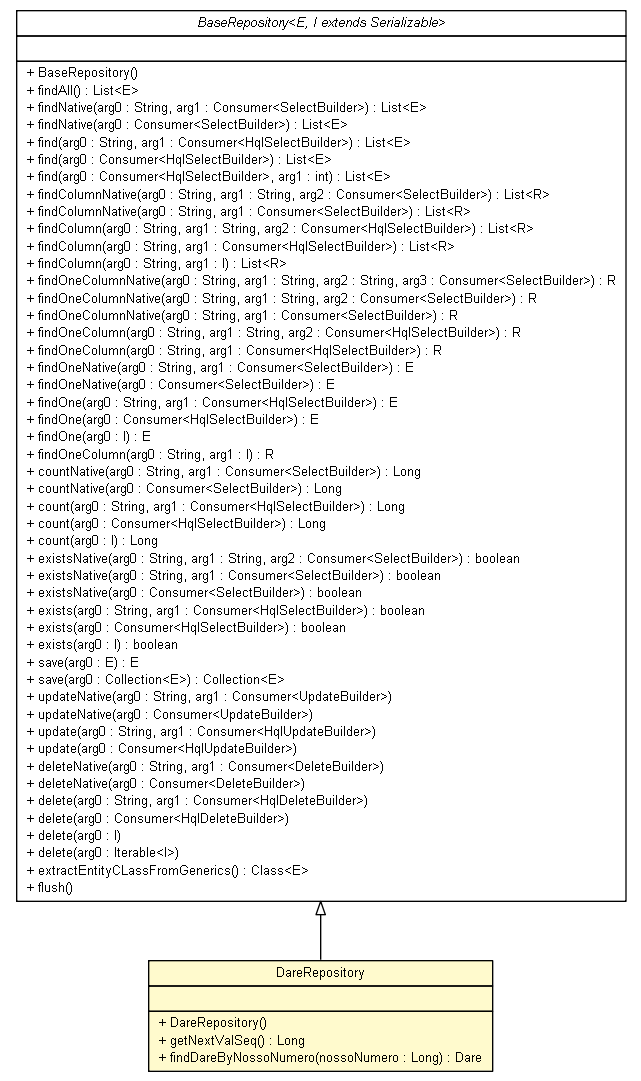 BaseRepository<E, I extends Serializable>
+ BaseRepository()
+ findAll() : List<E>
+ findNative(arg0 : String, arg1 : Consumer<SelectBuilder>) : List<E>
+ findNative(arg0 : Consumer<SelectBuilder>) : List<E>
+ find(arg0 : String, arg1 : Consumer<HqlSelectBuilder>) : List<E>
+ find(arg0 : Consumer<HqlSelectBuilder>) : List<E>
+ find(arg0 : Consumer<HqlSelectBuilder>, arg1 : int) : List<E>
+ findColumnNative(arg0 : String, arg1 : String, arg2 : Consumer<SelectBuilder>) : List<R>
+ findColumnNative(arg0 : String, arg1 : Consumer<SelectBuilder>) : List<R>
+ findColumn(arg0 : String, arg1 : String, arg2 : Consumer<HqlSelectBuilder>) : List<R>
+ findColumn(arg0 : String, arg1 : Consumer<HqlSelectBuilder>) : List<R>
+ findColumn(arg0 : String, arg1 : I) : List<R>
+ findOneColumnNative(arg0 : String, arg1 : String, arg2 : String, arg3 : Consumer<SelectBuilder>) : R
+ findOneColumnNative(arg0 : String, arg1 : String, arg2 : Consumer<SelectBuilder>) : R
+ findOneColumnNative(arg0 : String, arg1 : Consumer<SelectBuilder>) : R
+ findOneColumn(arg0 : String, arg1 : String, arg2 : Consumer<HqlSelectBuilder>) : R
+ findOneColumn(arg0 : String, arg1 : Consumer<HqlSelectBuilder>) : R
+ findOneNative(arg0 : String, arg1 : Consumer<SelectBuilder>) : E
+ findOneNative(arg0 : Consumer<SelectBuilder>) : E
+ findOne(arg0 : String, arg1 : Consumer<HqlSelectBuilder>) : E
+ findOne(arg0 : Consumer<HqlSelectBuilder>) : E
+ findOne(arg0 : I) : E
+ findOneColumn(arg0 : String, arg1 : I) : R
+ countNative(arg0 : String, arg1 : Consumer<SelectBuilder>) : Long
+ countNative(arg0 : Consumer<SelectBuilder>) : Long
+ count(arg0 : String, arg1 : Consumer<HqlSelectBuilder>) : Long
+ count(arg0 : Consumer<HqlSelectBuilder>) : Long
+ count(arg0 : I) : Long
+ existsNative(arg0 : String, arg1 : String, arg2 : Consumer<SelectBuilder>) : boolean
+ existsNative(arg0 : String, arg1 : Consumer<SelectBuilder>) : boolean
+ existsNative(arg0 : Consumer<SelectBuilder>) : boolean
+ exists(arg0 : String, arg1 : Consumer<HqlSelectBuilder>) : boolean
+ exists(arg0 : Consumer<HqlSelectBuilder>) : boolean
+ exists(arg0 : I) : boolean
+ save(arg0 : E) : E
+ save(arg0 : Collection<E>) : Collection<E>
+ updateNative(arg0 : String, arg1 : Consumer<UpdateBuilder>)
+ updateNative(arg0 : Consumer<UpdateBuilder>)
+ update(arg0 : String, arg1 : Consumer<HqlUpdateBuilder>)
+ update(arg0 : Consumer<HqlUpdateBuilder>)
+ deleteNative(arg0 : String, arg1 : Consumer<DeleteBuilder>)
+ deleteNative(arg0 : Consumer<DeleteBuilder>)
+ delete(arg0 : String, arg1 : Consumer<HqlDeleteBuilder>)
+ delete(arg0 : Consumer<HqlDeleteBuilder>)
+ delete(arg0 : I)
+ delete(arg0 : Iterable<I>)
+ extractEntityCLassFromGenerics() : Class<E>
+ flush()
DareRepository
+ DareRepository()
+ getNextValSeq() : Long
+ findDareByNossoNumero(nossoNumero : Long) : Dare